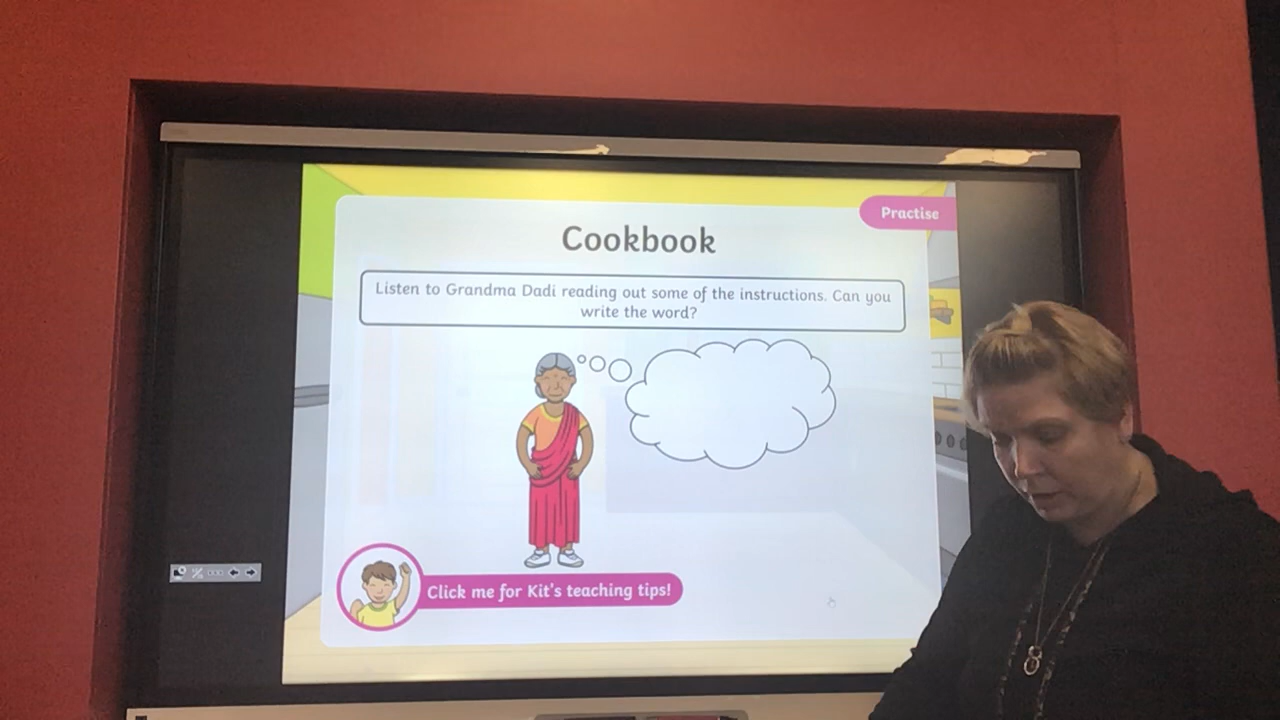 Practise
Cookbook
Listen to Grandma Dadi reading out some of the instructions. Can you
write the word?
Click me for Kit's teaching tips!